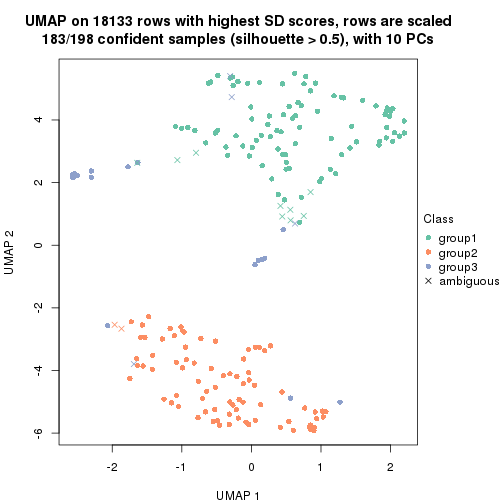 UMAP on 18133 rows with highest SD scores, rows are scaled
183/198 confident samples (silhouette > 0.5), with 10 PCs
4
2
0
-2
-4
-6
UMAP 2
-2
-1
0
1
2
UMAP 1
Class
group1
group2
group3
ambiguous